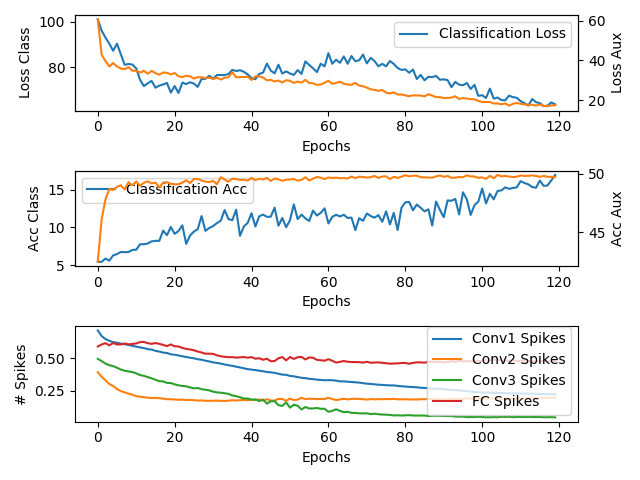 100
80
Loss Class
Classification Loss
60
40
20
Loss Aux
0 20 40 60 80 100 120
Epochs
15
10
5
Acc Class
Classification Acc
50
45
Acc Aux
0 20 40 60 80 100 120
Epochs
0.50
0.25
# Spikes
Conv1 Spikes
Conv2 Spikes
Conv3 Spikes
FC Spikes
0 20 40 60 80 100 120
Epochs